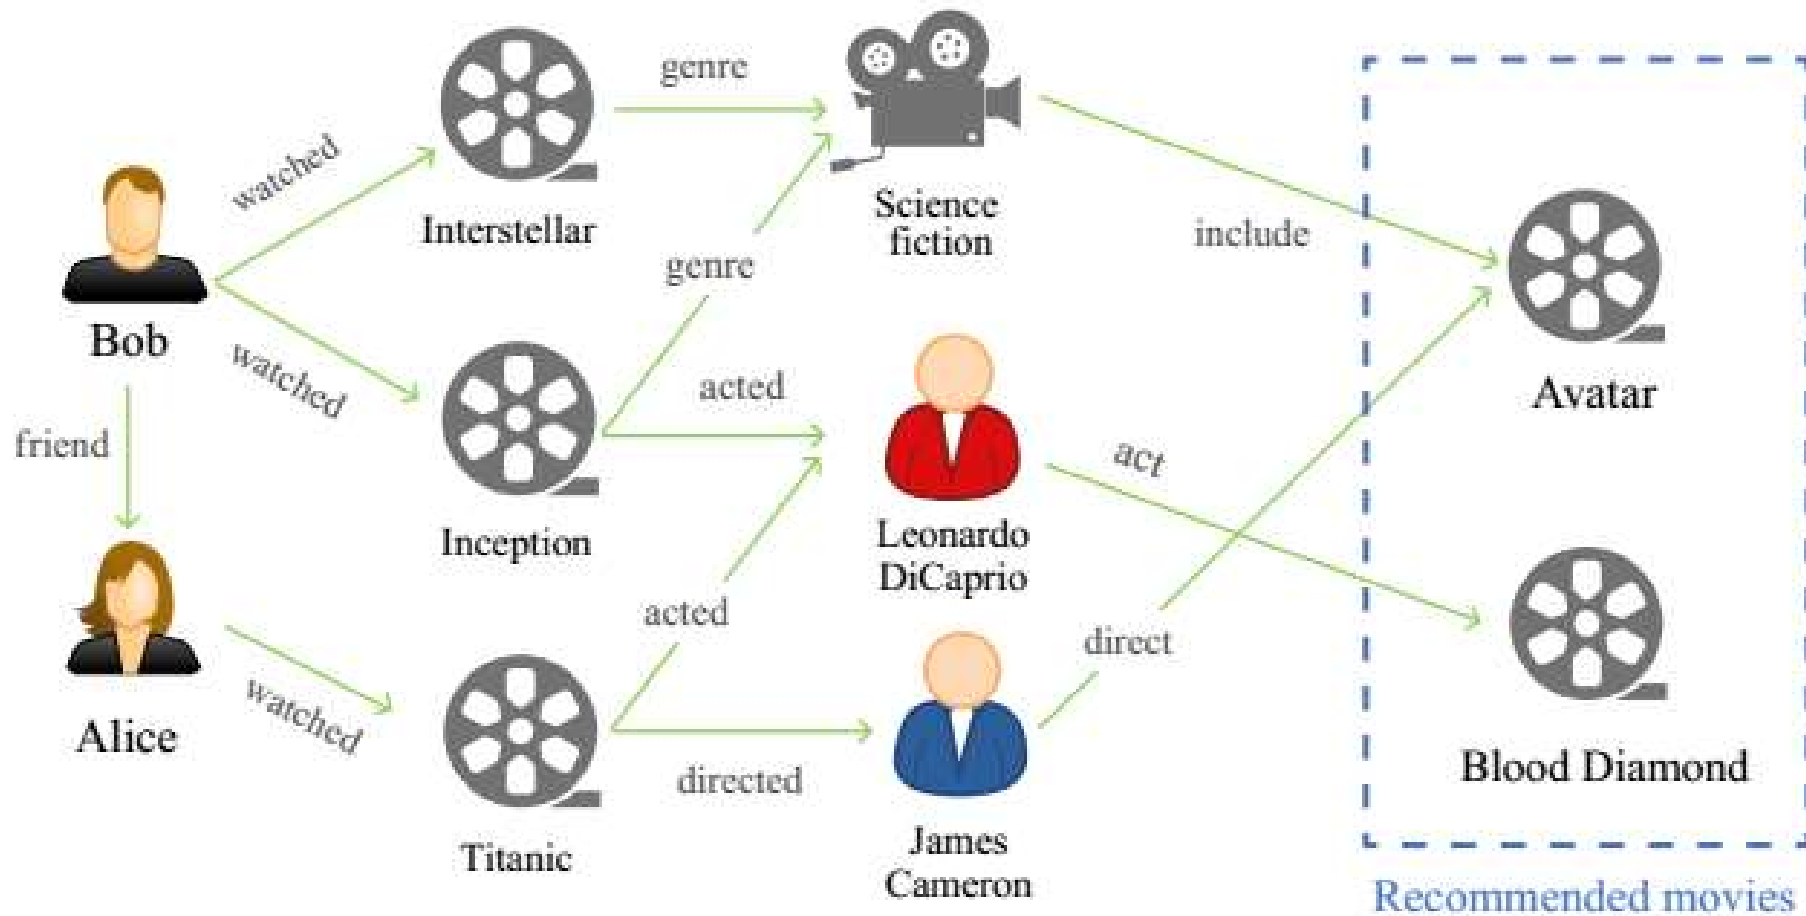 genre
watched
Interstellar
Science
fiction
include
genre
Bob
watched
acted
Avatar
friend
act
Inception
Leonardo
DiCaprio
acted
direct
Alice
watched
directed
Blood Diamond
Titanic
James
Cameron
Recommended movies